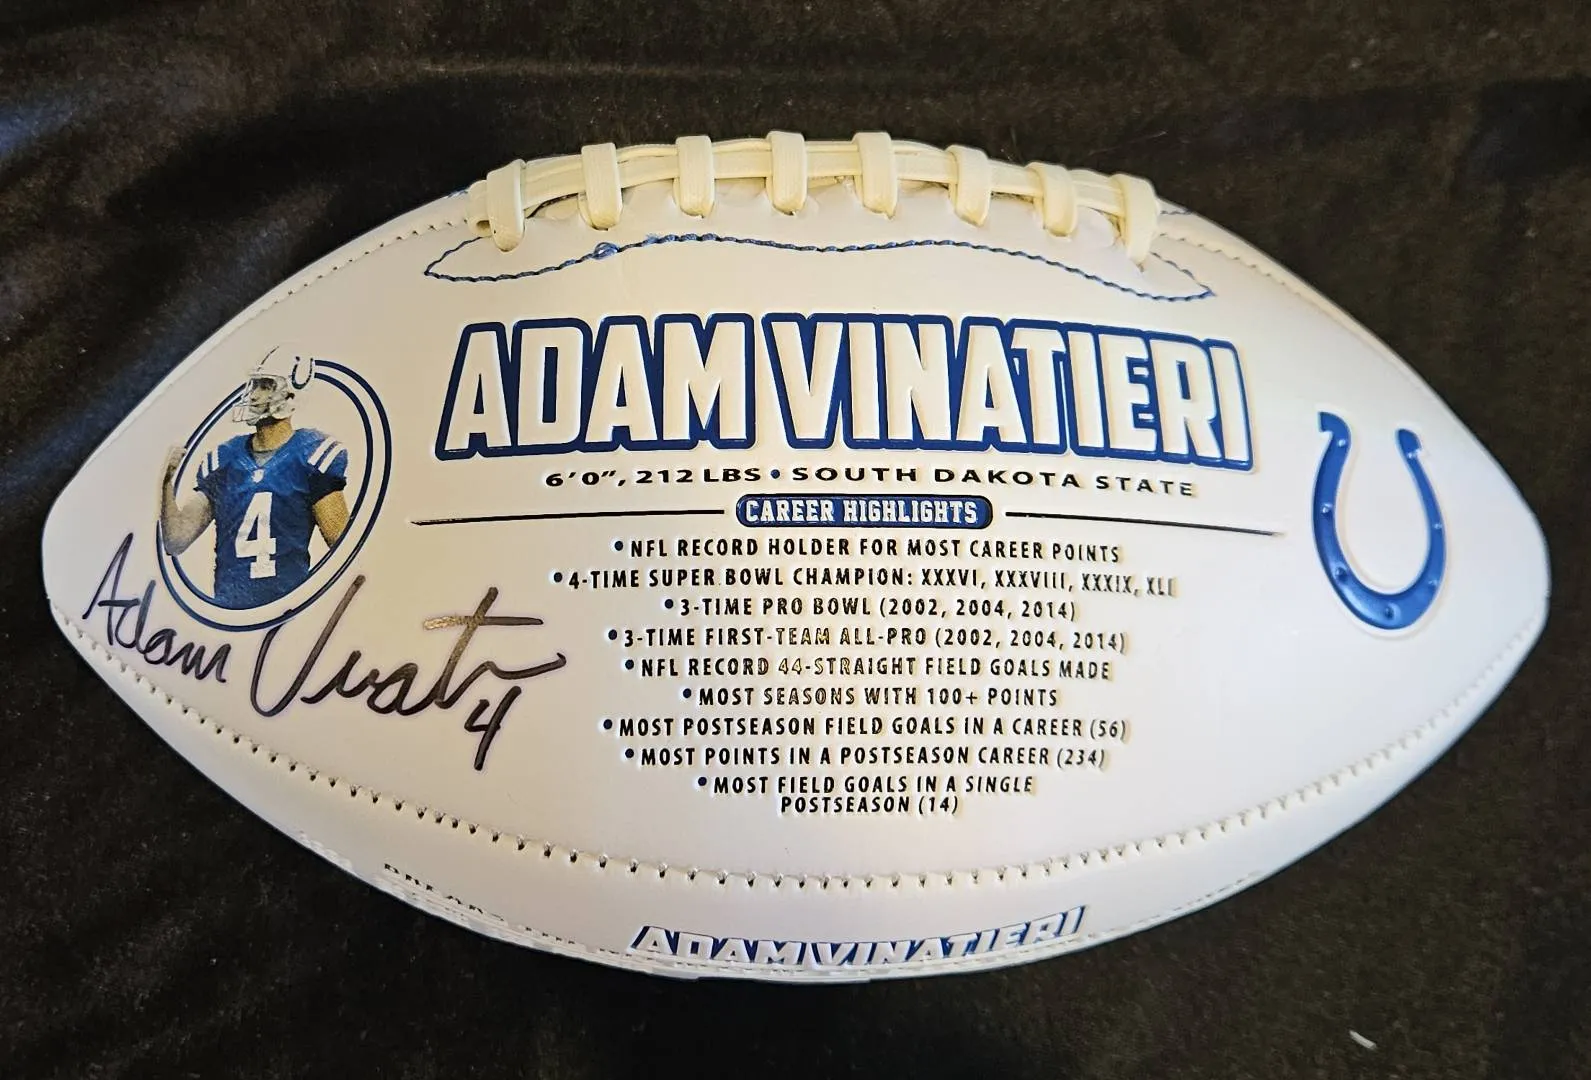 ADAM VINATIERI
6'0", 212 LBS • SOUTH DAKOTA STATE
CAREER HIGHLIGHTS
• NFL RECORD HOLDER FOR MOST CAREER POINTS
• 4-TIME SUPER BOWL CHAMPION: XXXVI, XXXVIII, XXXIX, XLI
• 3-TIME PRO BOWL (2002, 2004, 2014)
• 3-TIME FIRST-TEAM ALL-PRO (2002, 2004, 2014)
• NFL RECORD 44-STRAIGHT FIELD GOALS MADE
• MOST SEASONS WITH 100+ POINTS
• MOST POSTSEASON FIELD GOALS IN A CAREER (56)
• MOST POINTS IN A POSTSEASON CAREER (234)
• MOST FIELD GOALS IN A SINGLE
POSTSEASON (14)
4
Adam Vinatieri
4
ADAM VINATIERI